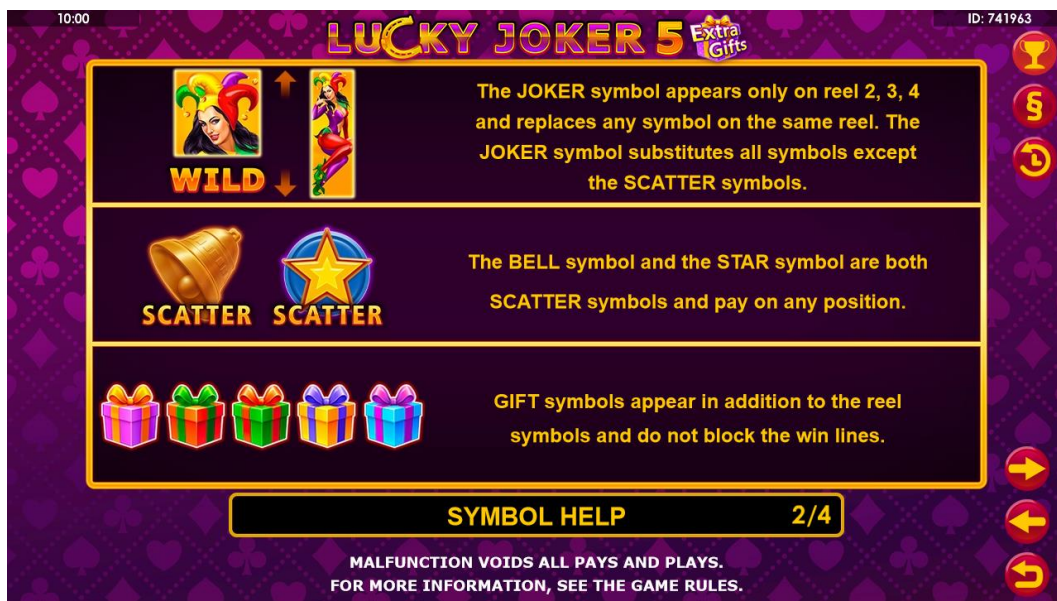 10:00
ID: 741963
LUCKY JOKER 5 Extra Gifts
The JOKER symbol appears only on reel 2, 3, 4
and replaces any symbol on the same reel. The
JOKER symbol substitutes all symbols except
the SCATTER symbols.
WILD
The BELL symbol and the STAR symbol are both
SCATTER symbols and pay on any position.
SCATTER SCATTER
GIFT symbols appear in addition to the reel
symbols and do not block the win lines.
SYMBOL HELP 2/4
MALFUNCTION VOIDS ALL PAYS AND PLAYS.
FOR MORE INFORMATION, SEE THE GAME RULES.
§